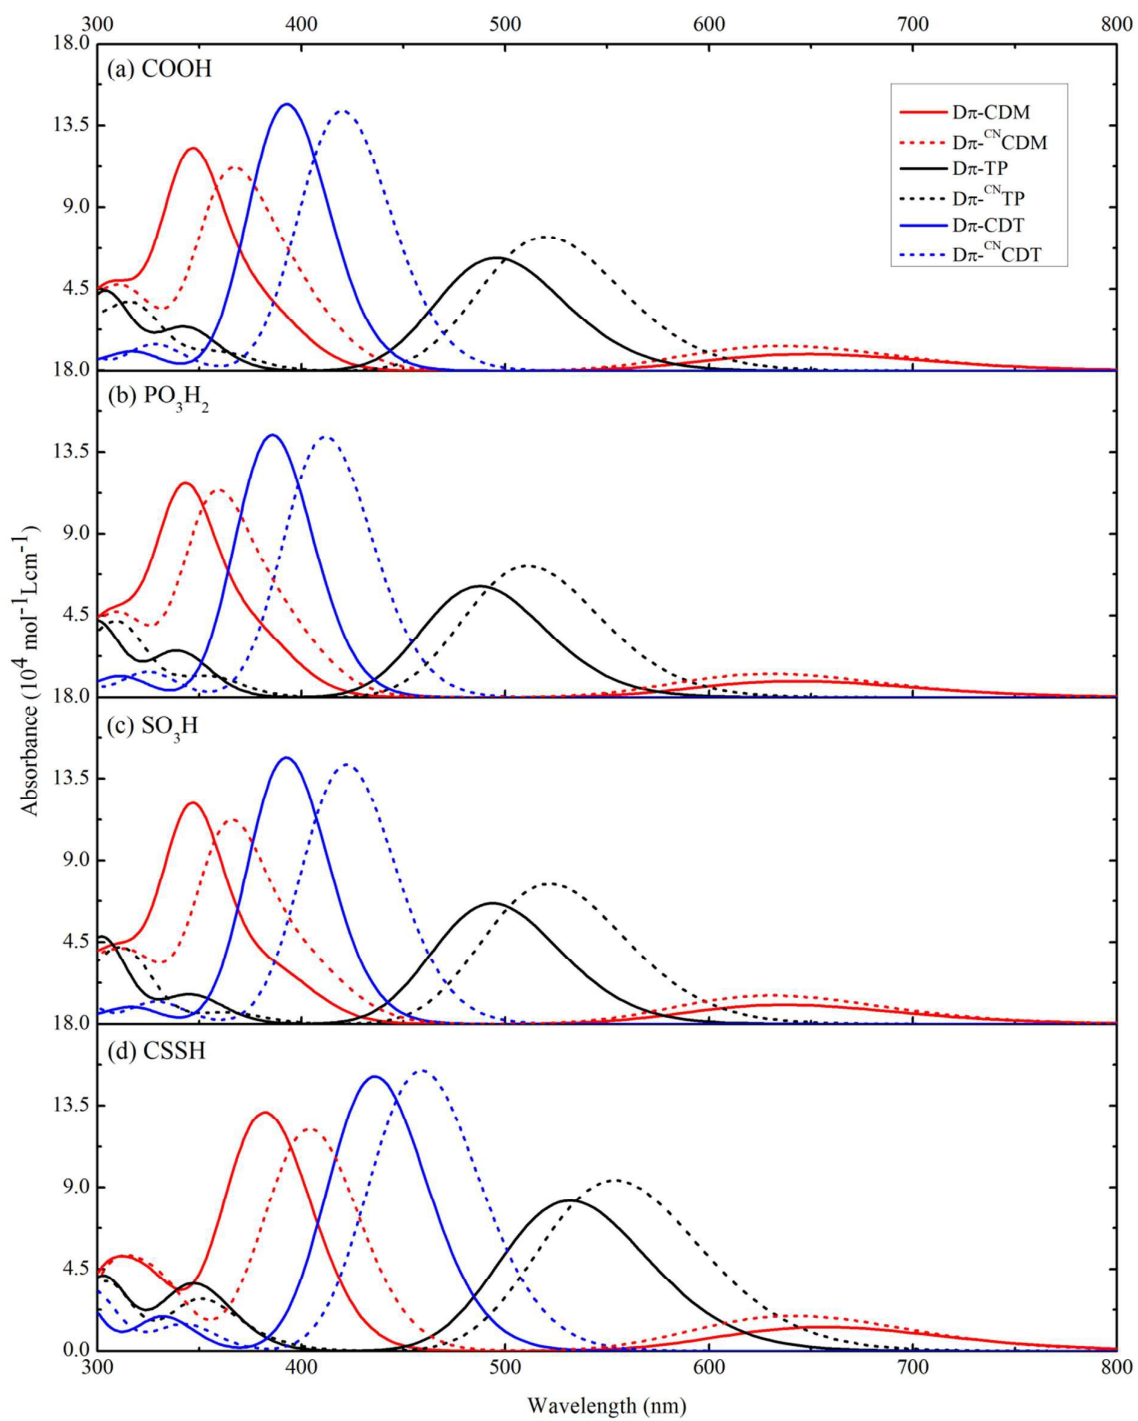 300 400 500 600 700 800
18.0
(a) COOH
13.5
9.0
4.5
18.0
Dπ-CDM
Dπ-ᶜᴺCDM
Dπ-TP
Dπ-ᶜᴺTP
Dπ-CDT
Dπ-ᶜᴺCDT
(b) PO₃H₂
13.5
9.0
4.5
18.0
Absorbance (10⁴ mol⁻¹Lcm⁻¹)
(c) SO₃H
13.5
9.0
4.5
18.0
(d) CSSH
13.5
9.0
4.5
0.0
300 400 500 600 700 800
Wavelength (nm)